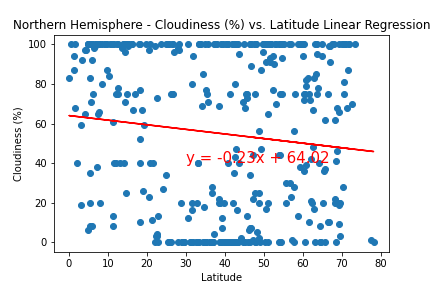 Northern Hemisphere - Cloudiness (%) vs. Latitude Linear Regression
100
80
60
40
20
0
Cloudiness (%)
y = -0.23x + 64.02
0 10 20 30 40 50 60 70 80
Latitude